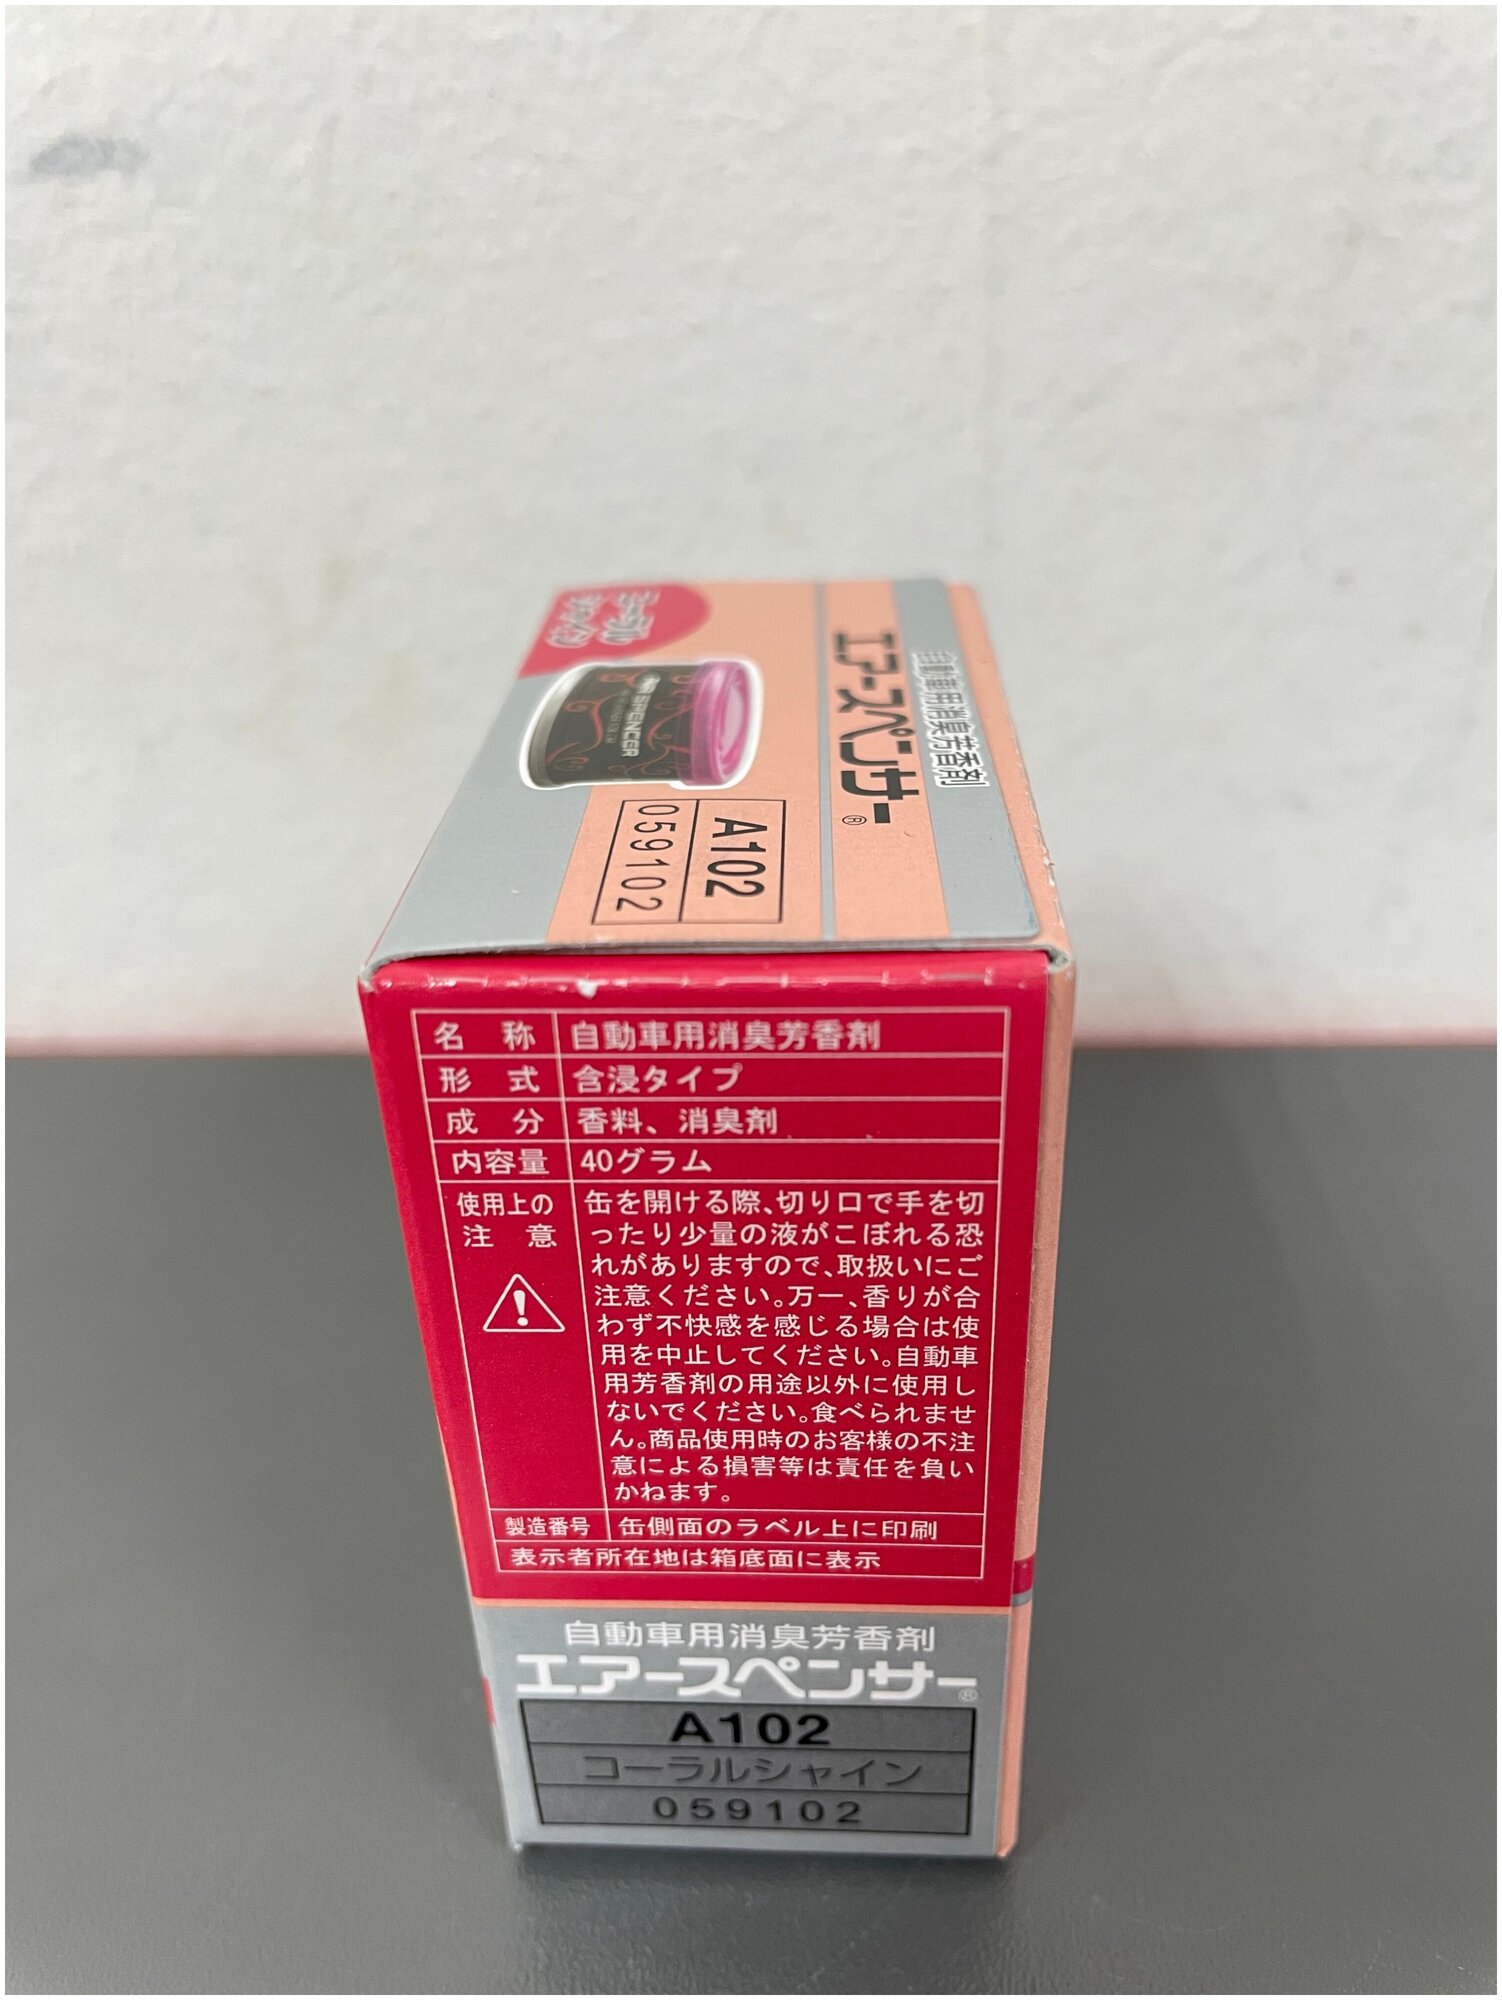 自動車用消臭芳香剤
エアースペンサー®
コーラル
シャイン
SPENCER
A102
059102
名称 自動車用消臭芳香剤
形式 含浸タイプ
成分 香料、消臭剤
内容量 40グラム
使用上の
注意
缶を開ける際、切り口で手を切
ったり少量の液がこぼれる恐
れがありますので、取扱いにご
注意ください。万一、香りが合
わず不快感を感じる場合は使
用を中止してください。自動車
用芳香剤の用途以外に使用し
ないでください。食べられませ
ん。商品使用時のお客様の不注
意による損害等は責任を負い
かねます。
製造番号 缶側面のラベル上に印刷
表示者所在地は箱底面に表示
自動車用消臭芳香剤
エアースペンサー®
A102
コーラルシャイン
059102